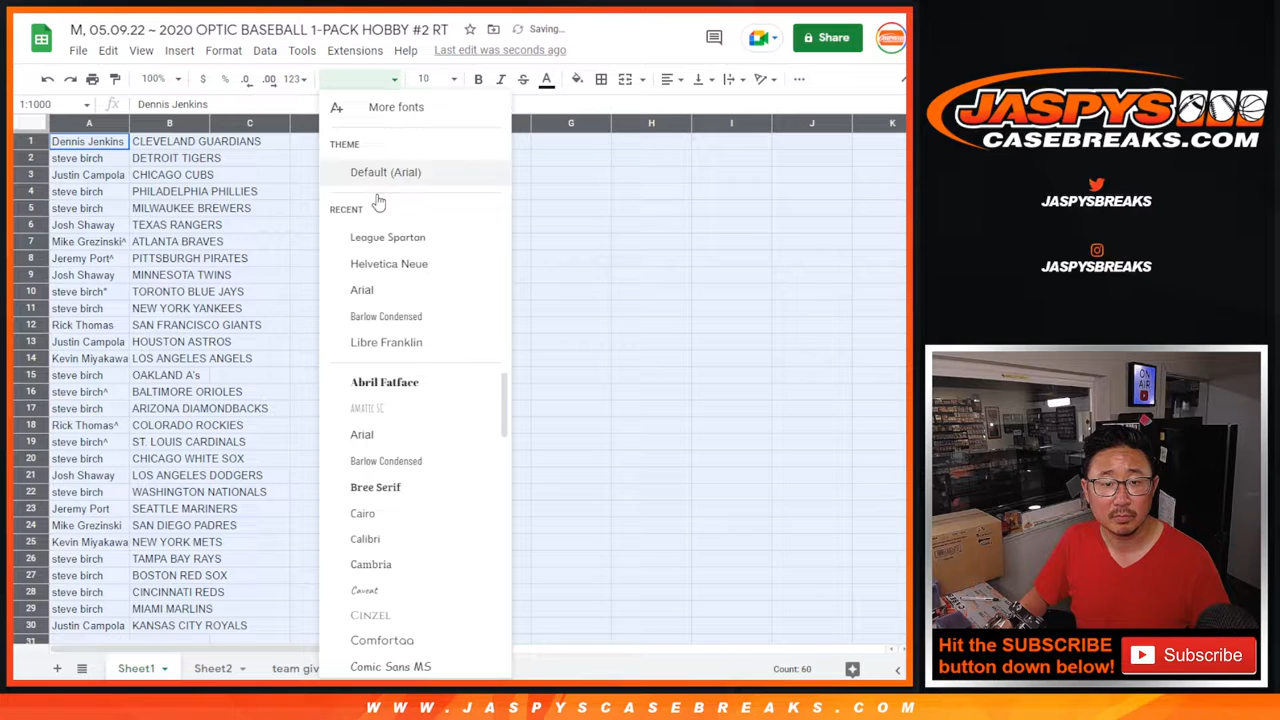 M, 05.09.22 ~ 2020 OPTIC BASEBALL 1-PACK HOBBY #2 RT
Saving...
File Edit View Insert Format Data Tools Extensions Help Last edit was seconds ago
Share
100% $ % .0 .00 123 10 B I S A
1:1000 fx Dennis Jenkins
A B C G H I J K
1 Dennis Jenkins CLEVELAND GUARDIANS
2 steve birch DETROIT TIGERS
3 Justin Campola CHICAGO CUBS
4 steve birch PHILADELPHIA PHILLIES
5 steve birch MILWAUKEE BREWERS
6 Josh Shaway TEXAS RANGERS
7 Mike Grezinski^ ATLANTA BRAVES
8 Jeremy Port^ PITTSBURGH PIRATES
9 Josh Shaway MINNESOTA TWINS
10 steve birch* TORONTO BLUE JAYS
11 steve birch NEW YORK YANKEES
12 Rick Thomas SAN FRANCISCO GIANTS
13 Justin Campola HOUSTON ASTROS
14 Kevin Miyakawa LOS ANGELES ANGELS
15 steve birch OAKLAND A's
16 steve birch^ BALTIMORE ORIOLES
17 steve birch ARIZONA DIAMONDBACKS
18 Rick Thomas^ COLORADO ROCKIES
19 steve birch^ ST. LOUIS CARDINALS
20 steve birch CHICAGO WHITE SOX
21 Josh Shaway LOS ANGELES DODGERS
22 steve birch WASHINGTON NATIONALS
23 Jeremy Port SEATTLE MARINERS
24 Mike Grezinski SAN DIEGO PADRES
25 Kevin Miyakawa NEW YORK METS
26 steve birch TAMPA BAY RAYS
27 steve birch BOSTON RED SOX
28 steve birch CINCINNATI REDS
29 steve birch MIAMI MARLINS
30 Justin Campola KANSAS CITY ROYALS
31
More fonts
THEME
Default (Arial)
RECENT
League Spartan
Helvetica Neue
Arial
Barlow Condensed
Libre Franklin
Abril Fatface
AMATIC SC
Arial
Barlow Condensed
Bree Serif
Cairo
Calibri
Cambria
Caveat
CINZEL
Comfortaa
Comic Sans MS
Sheet1 Sheet2 team giv
Count: 60
JASPYS
CASEBREAKS.COM
JASPYSBREAKS
JASPYSBREAKS
ON
AIR
Hit the SUBSCRIBE
button down below!
Subscribe
WWW.JASPYSCASEBREAKS.COM